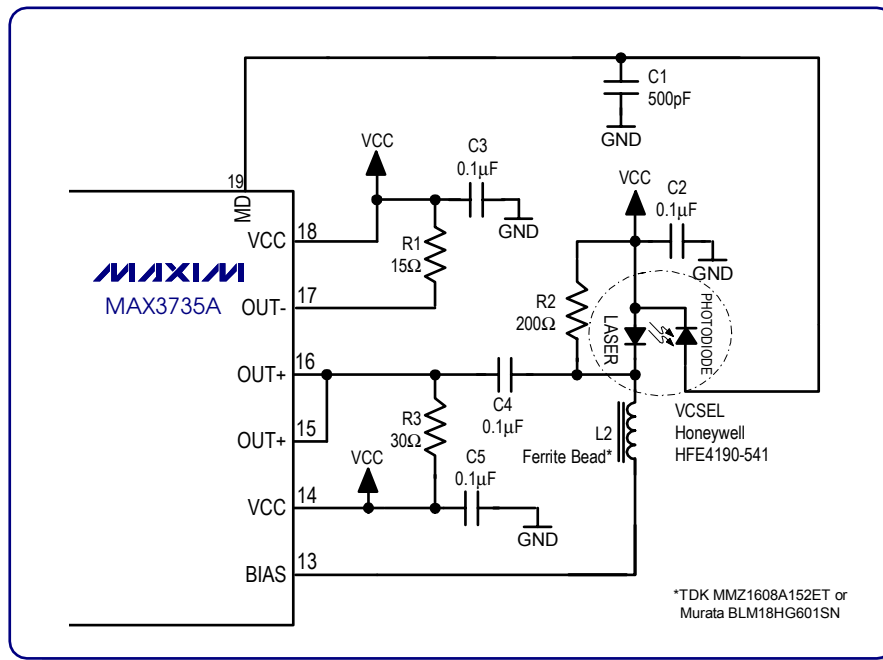 C1
500pF
GND
VCC
C3
0.1µF
GND
19
MD
VCC
18
R1
15Ω
VCC
C2
0.1µF
GND
MAXIM
MAX3735A
OUT-
17
R2
200Ω
LASER
PHOTODIODE
OUT+
16
C4
0.1µF
R3
30Ω
OUT+
15
VCC
C5
0.1µF
L2
Ferrite Bead*
VCSEL
Honeywell
HFE4190-541
VCC
14
GND
BIAS
13
*TDK MMZ1608A152ET or
Murata BLM18HG601SN